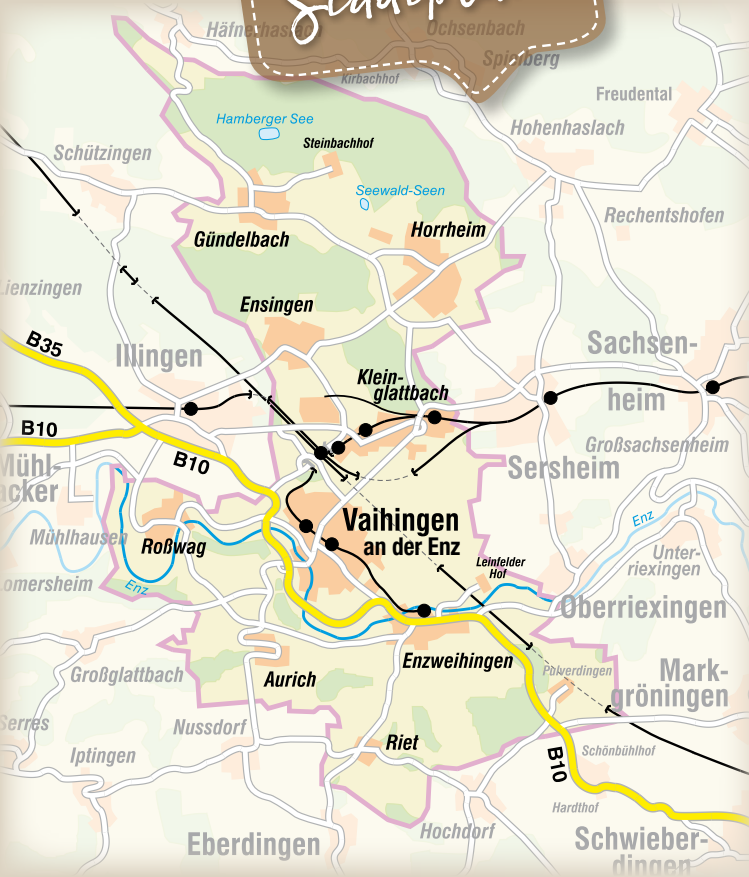 Häfnerhaslach
Ochsenbach
Spielberg
Kirbachhof
Freudental
Hamberger See
Hohenhaslach
Steinbachhof
Schützingen
Seewald-Seen
Rechentshofen
Gündelbach
Horrheim
Lienzingen
Ensingen
B35
Illingen
Sachsen-
heim
Klein-
glattbach
B10
B10
Großsachsenheim
Mühl-
acker
Sersheim
Vaihingen
an der Enz
Enz
Mühlhausen
Roßwag
Unter-
riexingen
Leinfelder
Hof
omersheim
Enz
Oberriexingen
Enzweihingen
Pulverdingen
Mark-
gröningen
Großglattbach
Aurich
Serres
Nussdorf
Riet
Iptingen
B10
Schönbühlhof
Hardthof
Hochdorf
Eberdingen
Schwieber-
dingen